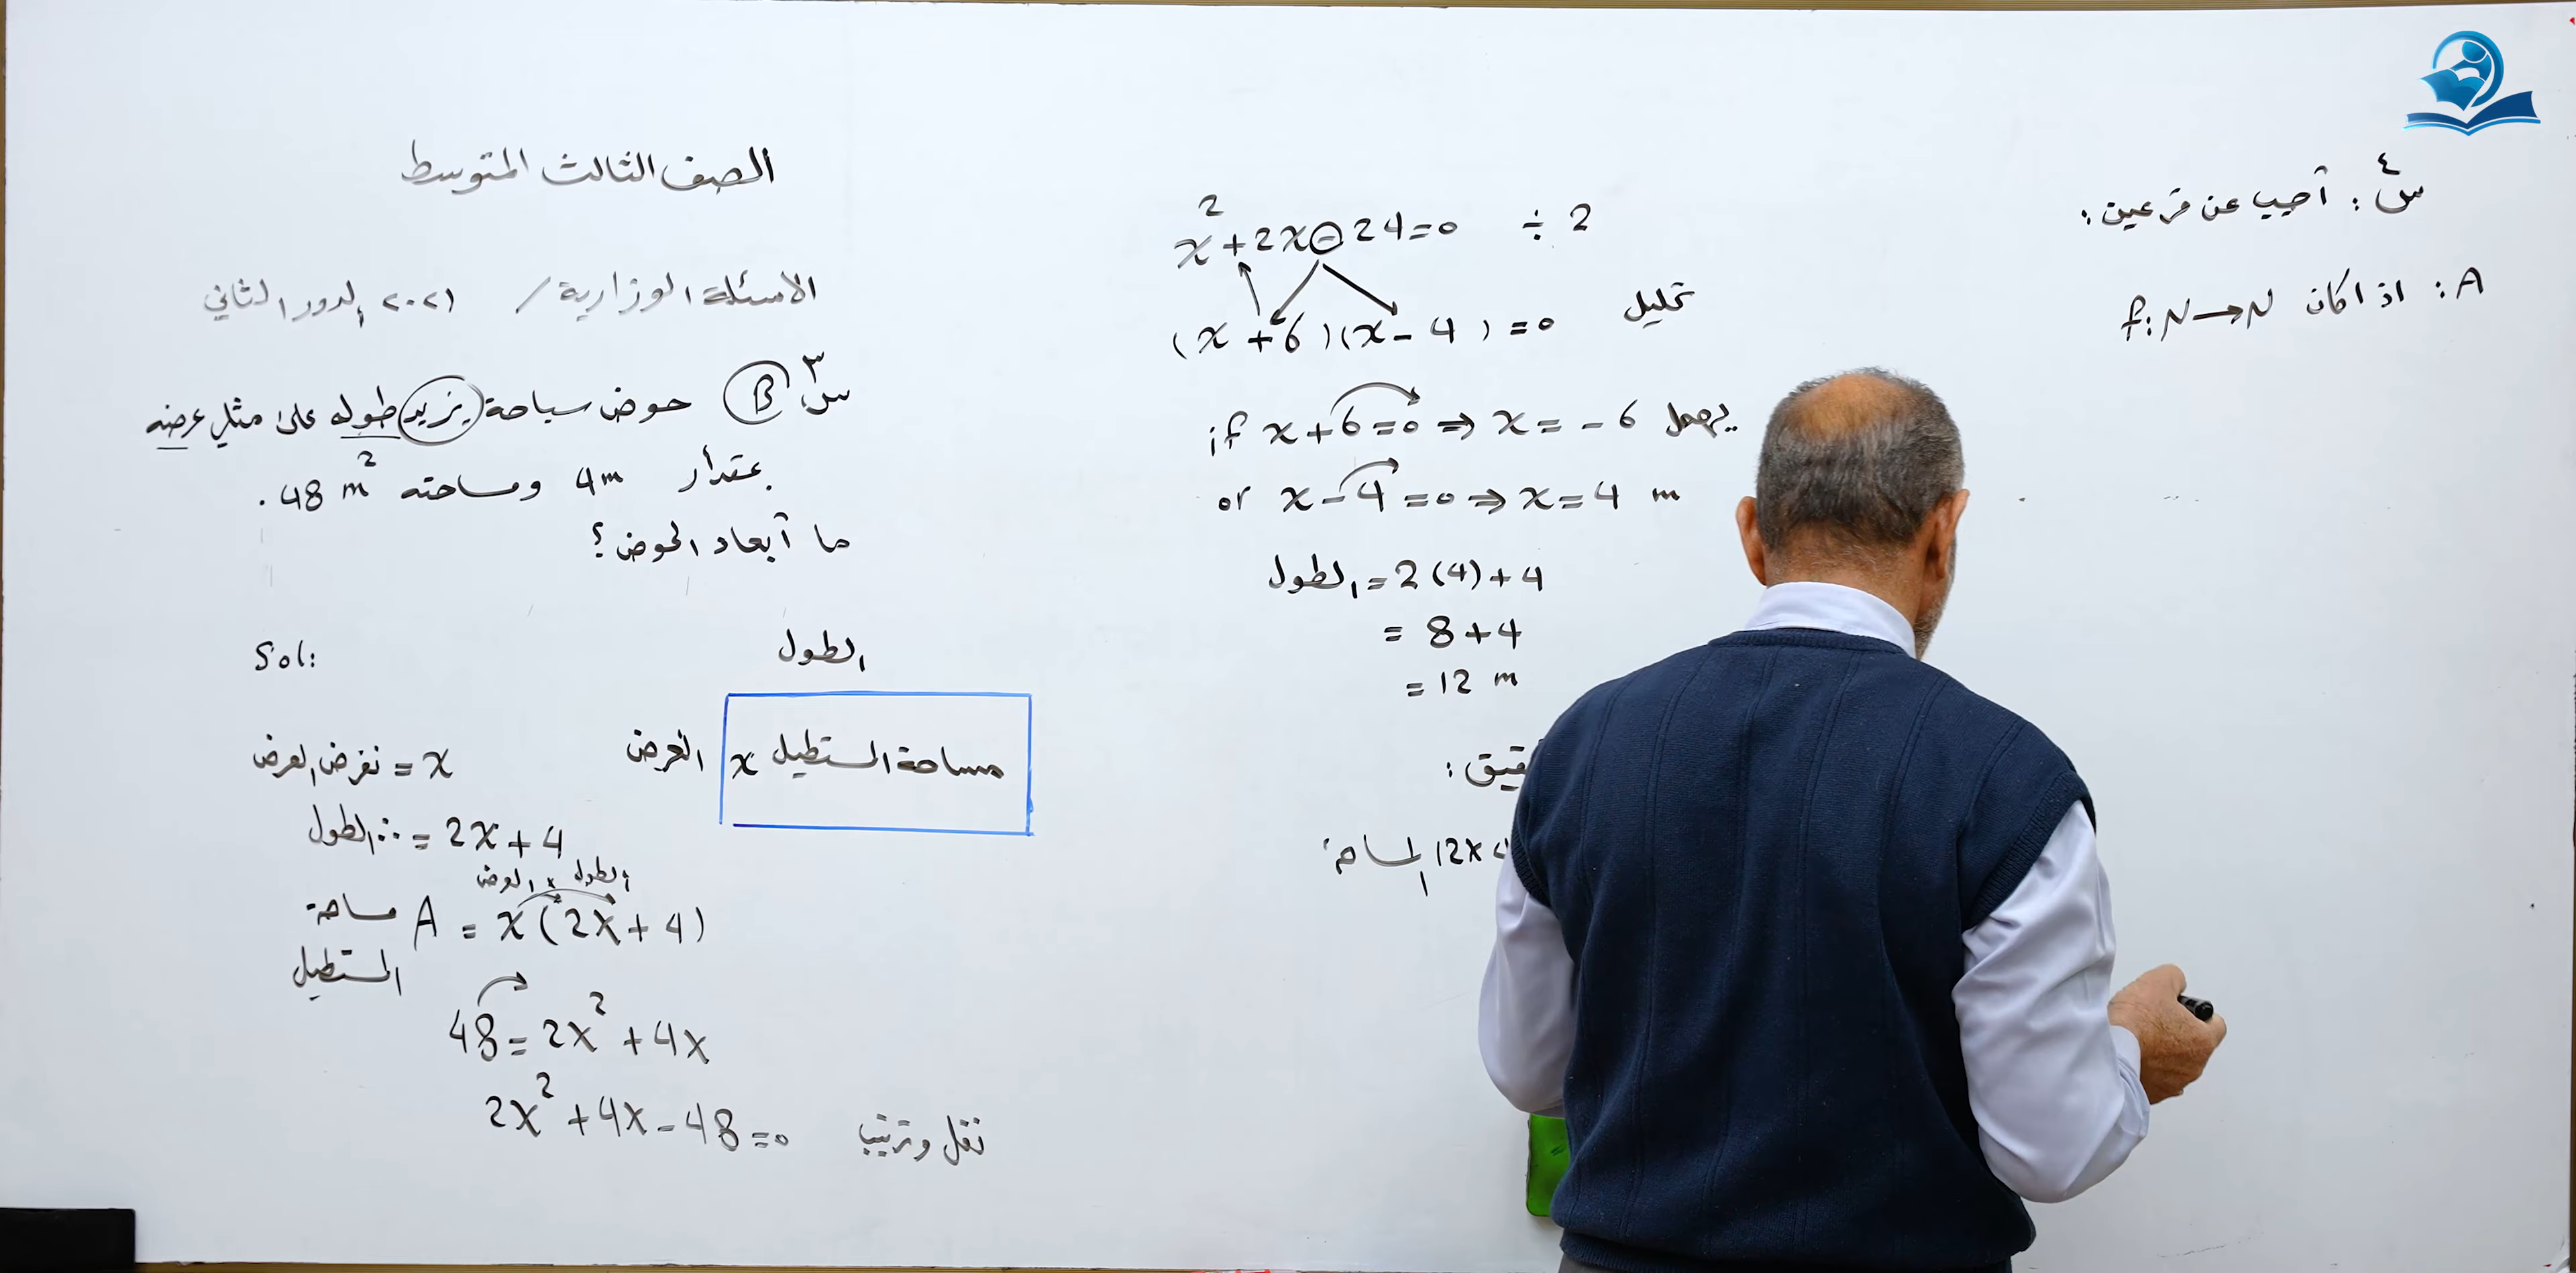 الصف الثالث المتوسط
الاسئلة الوزارية / ٢٠٢١ الدور الثاني
س٣ B حوض سباحة يزيد طوله على مثلي عرضه
بمقدار 4m ومساحته 48 m² .
ما أبعاد الحوض ؟
Sol:
الطول
العرض
مساحة المستطيل x
نفرض العرض = x
∴ الطول = 2x + 4
الطول × العرض
مساحة المستطيل A = x(2x + 4)
48 = 2x² + 4x
2x² + 4x - 48 = 0 نقل وترتيب
x² + 2x - 24 = 0 ÷ 2
(x + 6)(x - 4) = 0 تحليل
if x + 6 = 0 ⇒ x = - 6 يهمل
or x - 4 = 0 ⇒ x = 4 m
الطول = 2(4) + 4
= 8 + 4
= 12 m
قيق :
المساحة 12x4
س٤ : أجب عن فرعين :
A : اذا كان f: N → N